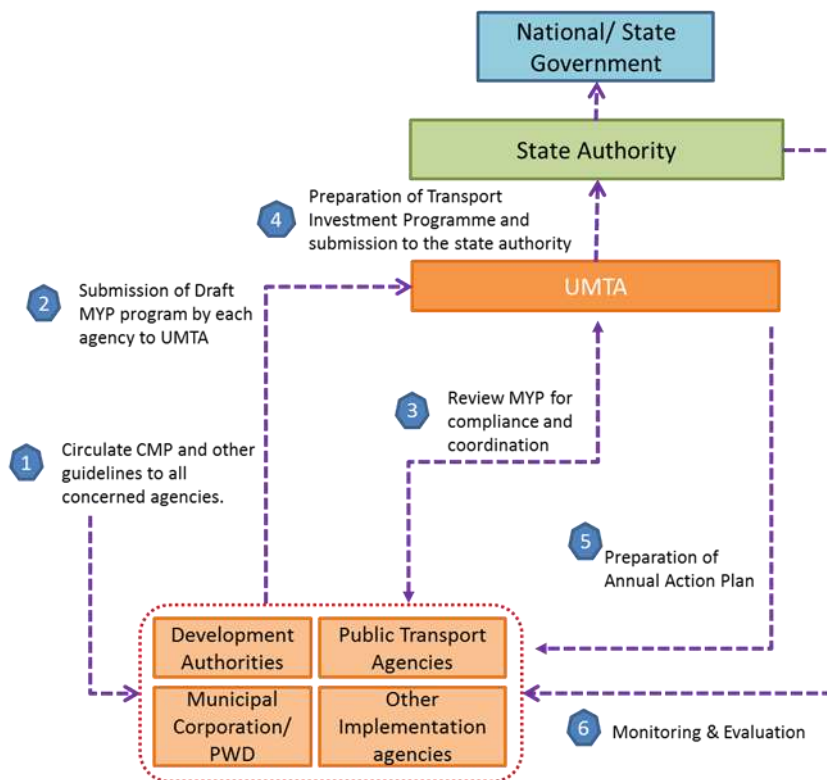 National/ State
Government
State Authority
4
Preparation of Transport
Investment Programme and
submission to the state authority
UMTA
2
Submission of Draft
MYP program by each
agency to UMTA
3
Review MYP for
compliance and
coordination
1
Circulate CMP and other
guidelines to all
concerned agencies.
5
Preparation of
Annual Action Plan
Development
Authorities
Public Transport
Agencies
Municipal
Corporation/
PWD
Other
Implementation
agencies
6
Monitoring & Evaluation